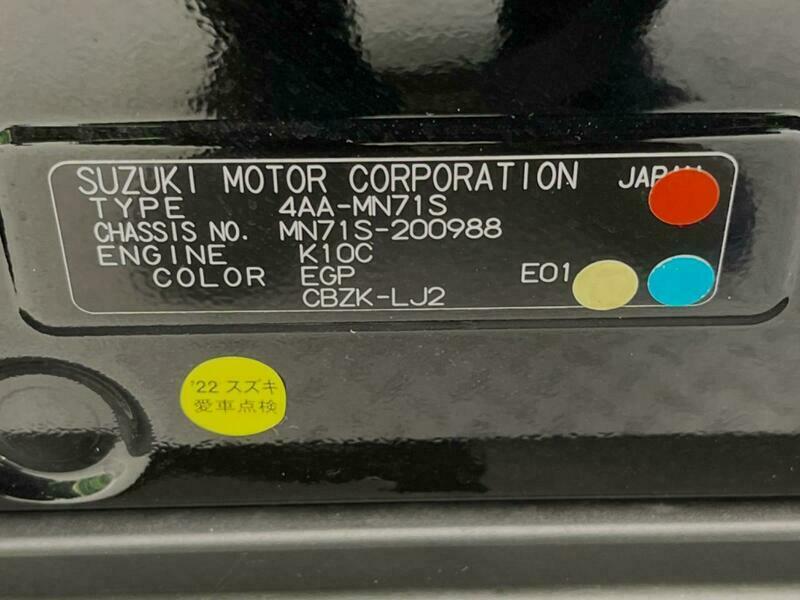 SUZUKI MOTOR CORPORATION JAPAN
TYPE 4AA-MN71S
CHASSIS NO. MN71S-200988
ENGINE K10C
COLOR EGP E01
CBZK-LJ2
'22 スズキ
愛車点検